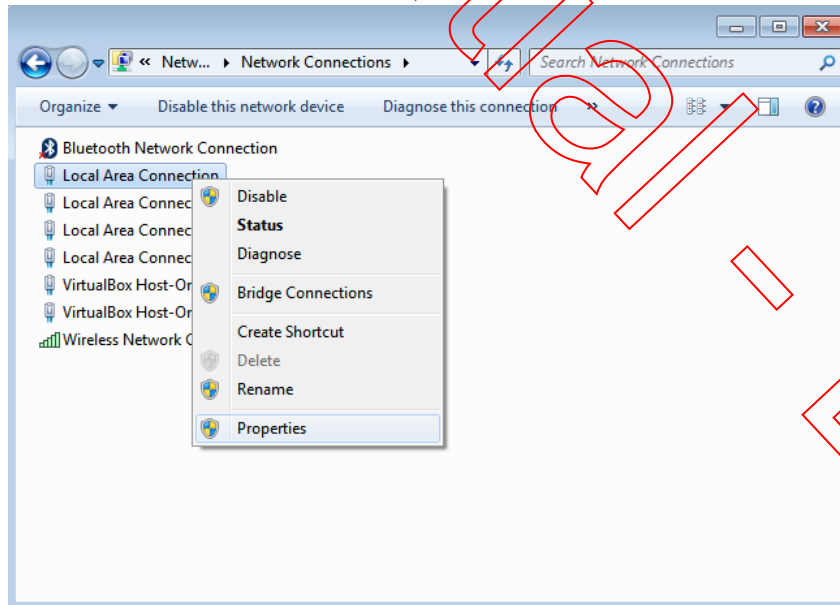 « Netw... Network Connections Search Network Connections
Organize Disable this network device Diagnose this connection »
Bluetooth Network Connection
Local Area Connection
Local Area Connec
Local Area Connec
Local Area Connec
VirtualBox Host-Or
VirtualBox Host-Or
Wireless Network C
Disable
Status
Diagnose
Bridge Connections
Create Shortcut
Delete
Rename
Properties